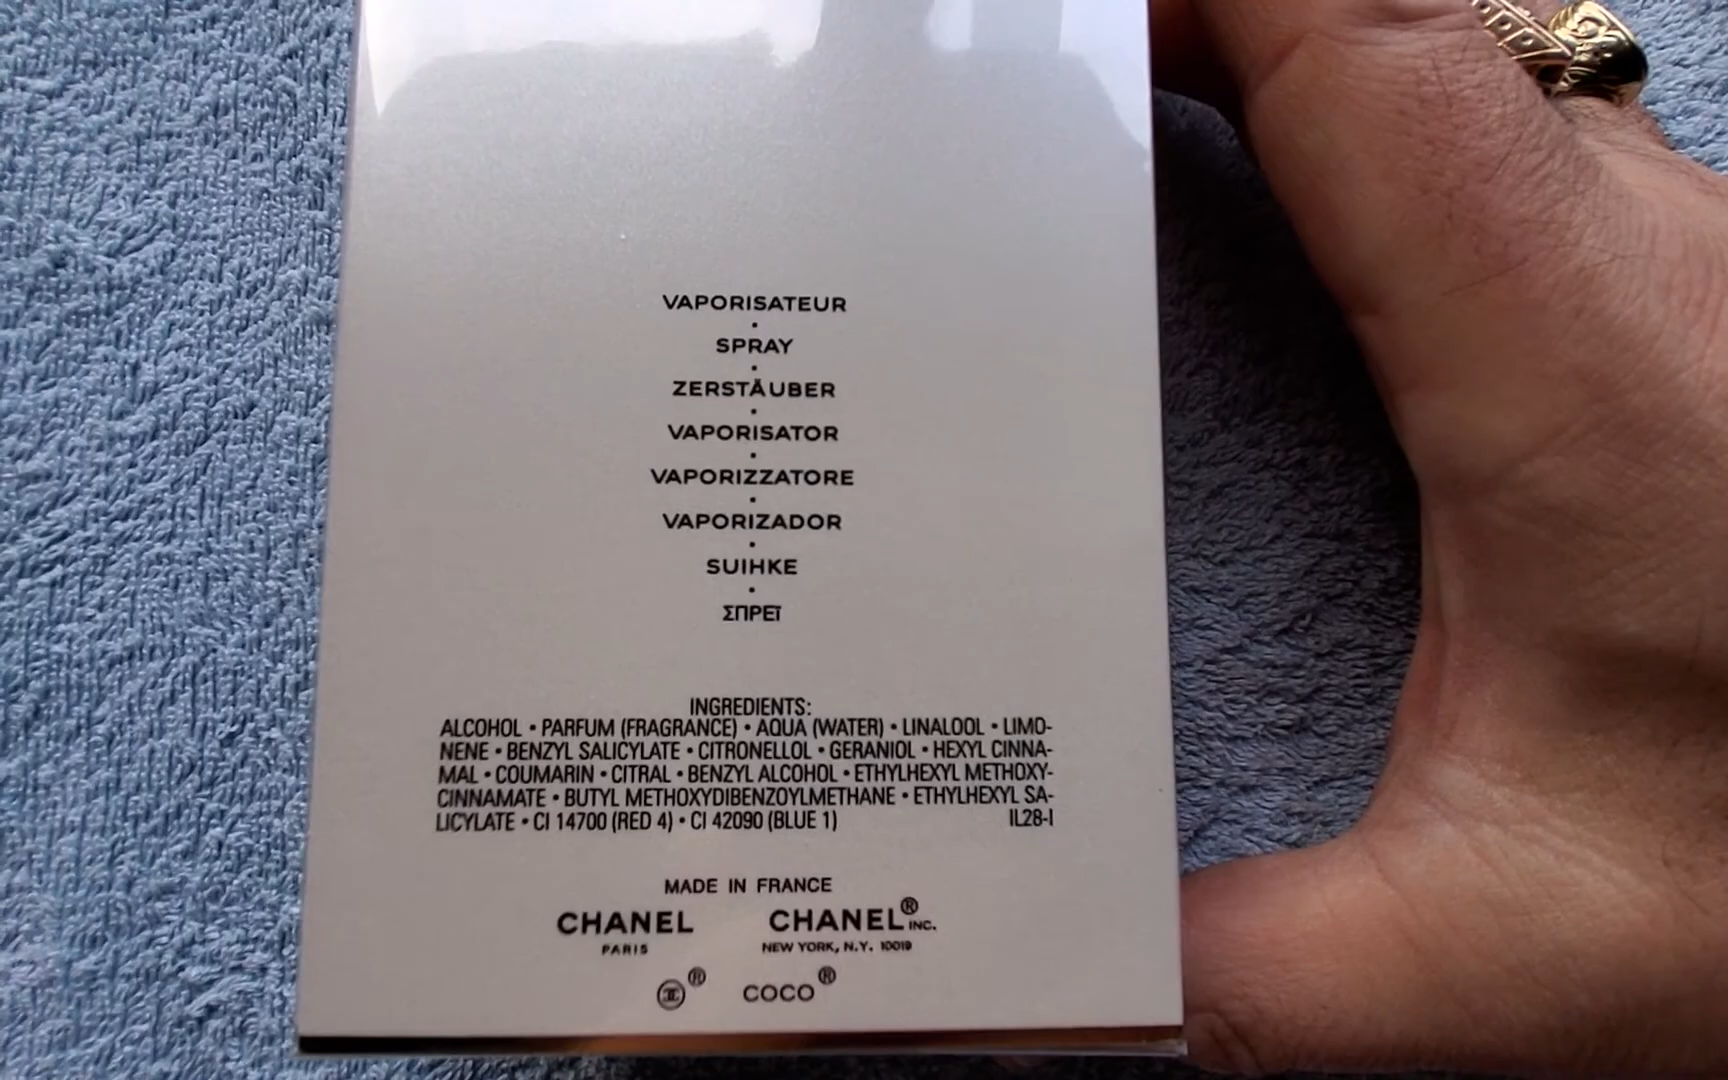 VAPORISATEUR
•
SPRAY
•
ZERSTÄUBER
•
VAPORISATOR
•
VAPORIZZATORE
•
VAPORIZADOR
•
SUIHKE
•
ΣΠΡΕΪ
INGREDIENTS:
ALCOHOL • PARFUM (FRAGRANCE) • AQUA (WATER) • LINALOOL • LIMO-
NENE • BENZYL SALICYLATE • CITRONELLOL • GERANIOL • HEXYL CINNA-
MAL • COUMARIN • CITRAL • BENZYL ALCOHOL • ETHYLHEXYL METHOXY-
CINNAMATE • BUTYL METHOXYDIBENZOYLMETHANE • ETHYLHEXYL SA-
LICYLATE • CI 14700 (RED 4) • CI 42090 (BLUE 1) IL28-I
MADE IN FRANCE
CHANEL CHANEL® INC.
PARIS NEW YORK, N.Y. 10019
® COCO®